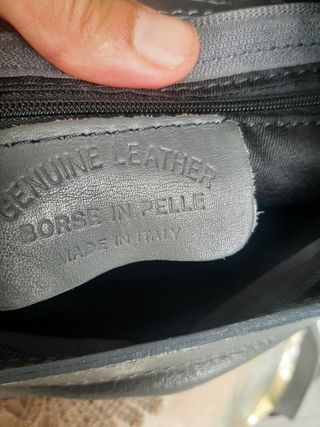 GENUINE LEATHER
BORSE IN PELLE
MADE IN ITALY